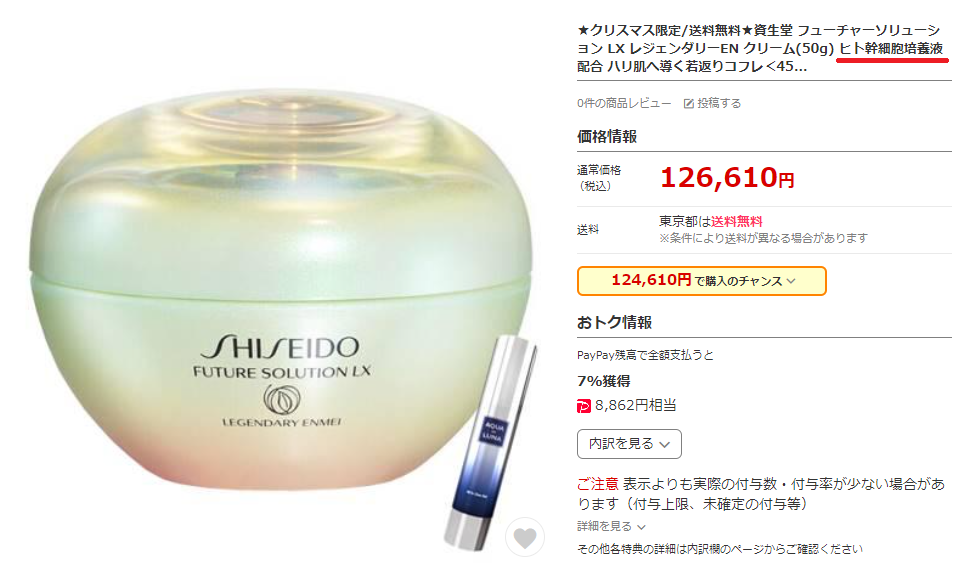 ★クリスマス限定/送料無料★資生堂 フューチャーソリューシ
ョン LX レジェンダリーEN クリーム(50g) ヒト幹細胞培養液
配合 ハリ肌へ導く若返りコフレ<45...
0件の商品レビュー 投稿する
価格情報
通常価格
（税込）
126,610円
送料
東京都は送料無料
※条件により送料が異なる場合があります
124,610円 で購入のチャンス
おトク情報
PayPay残高で全額支払うと
7%獲得
8,862円相当
内訳を見る
ご注意 表示よりも実際の付与数・付与率が少ない場合があ
ります（付与上限、未確定の付与等）
詳細を見る
その他各特典の詳細は内訳欄のページからご確認ください
SHISEIDO
FUTURE SOLUTION LX
LEGENDARY ENMEI
AQUA
LUNA